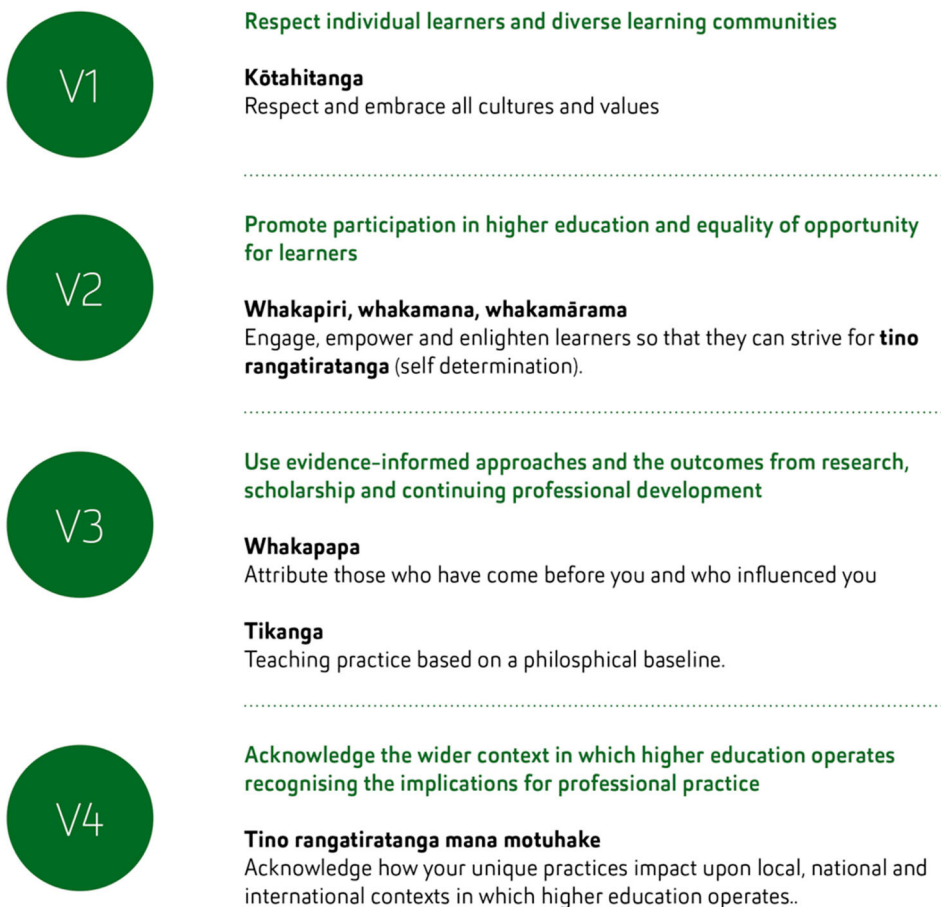 V1
Respect individual learners and diverse learning communities
Kōtahitanga
Respect and embrace all cultures and values
V2
Promote participation in higher education and equality of opportunity
for learners
Whakapiri, whakamana, whakamārama
Engage, empower and enlighten learners so that they can strive for tino
rangatiratanga (self determination).
V3
Use evidence-informed approaches and the outcomes from research,
scholarship and continuing professional development
Whakapapa
Attribute those who have come before you and who influenced you
Tikanga
Teaching practice based on a philosphical baseline.
V4
Acknowledge the wider context in which higher education operates
recognising the implications for professional practice
Tino rangatiratanga mana motuhake
Acknowledge how your unique practices impact upon local, national and
international contexts in which higher education operates..